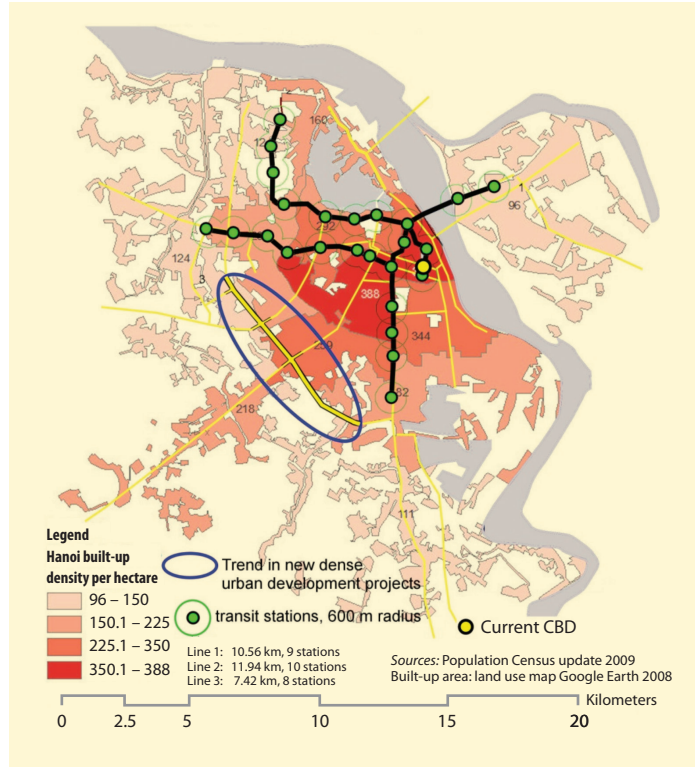 160
1
96
124
3
388
344
218
111
Legend
Hanoi built-up
density per hectare
96 – 150
150.1 – 225
225.1 – 350
350.1 – 388
Trend in new dense
urban development projects
transit stations, 600 m radius
Line 1: 10.56 km, 9 stations
Line 2: 11.94 km, 10 stations
Line 3: 7.42 km, 8 stations
Current CBD
Sources: Population Census update 2009
Built-up area: land use map Google Earth 2008
Kilometers
0 2.5 5 10 15 20